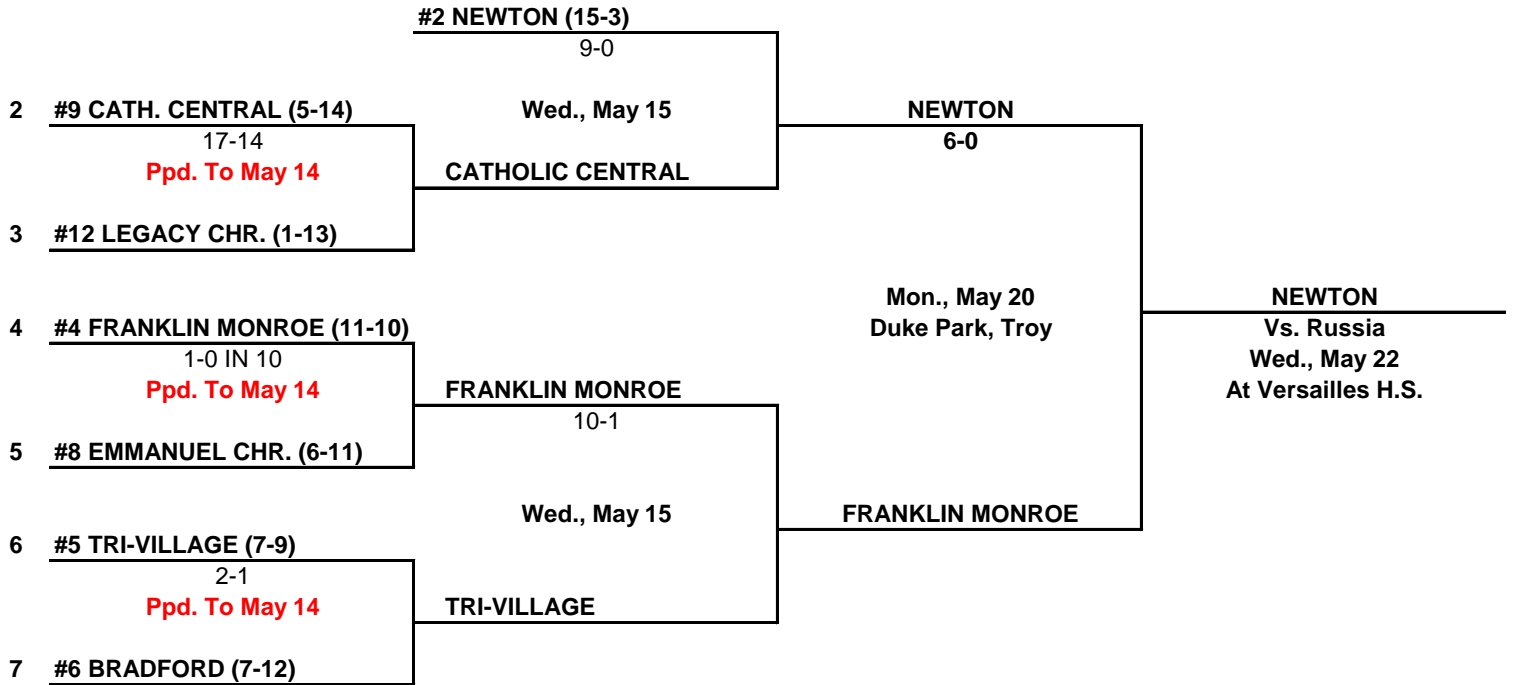 #2 NEWTON (15-3)
9-0
2 #9 CATH. CENTRAL (5-14) Wed., May 15 NEWTON
17-14 6-0
Ppd. To May 14 CATHOLIC CENTRAL
3 #12 LEGACY CHR. (1-13)
Mon., May 20 NEWTON
4 #4 FRANKLIN MONROE (11-10) Duke Park, Troy Vs. Russia
1-0 IN 10 Wed., May 22
Ppd. To May 14 FRANKLIN MONROE At Versailles H.S.
10-1
5 #8 EMMANUEL CHR. (6-11)
Wed., May 15 FRANKLIN MONROE
6 #5 TRI-VILLAGE (7-9)
2-1
Ppd. To May 14 TRI-VILLAGE
7 #6 BRADFORD (7-12)